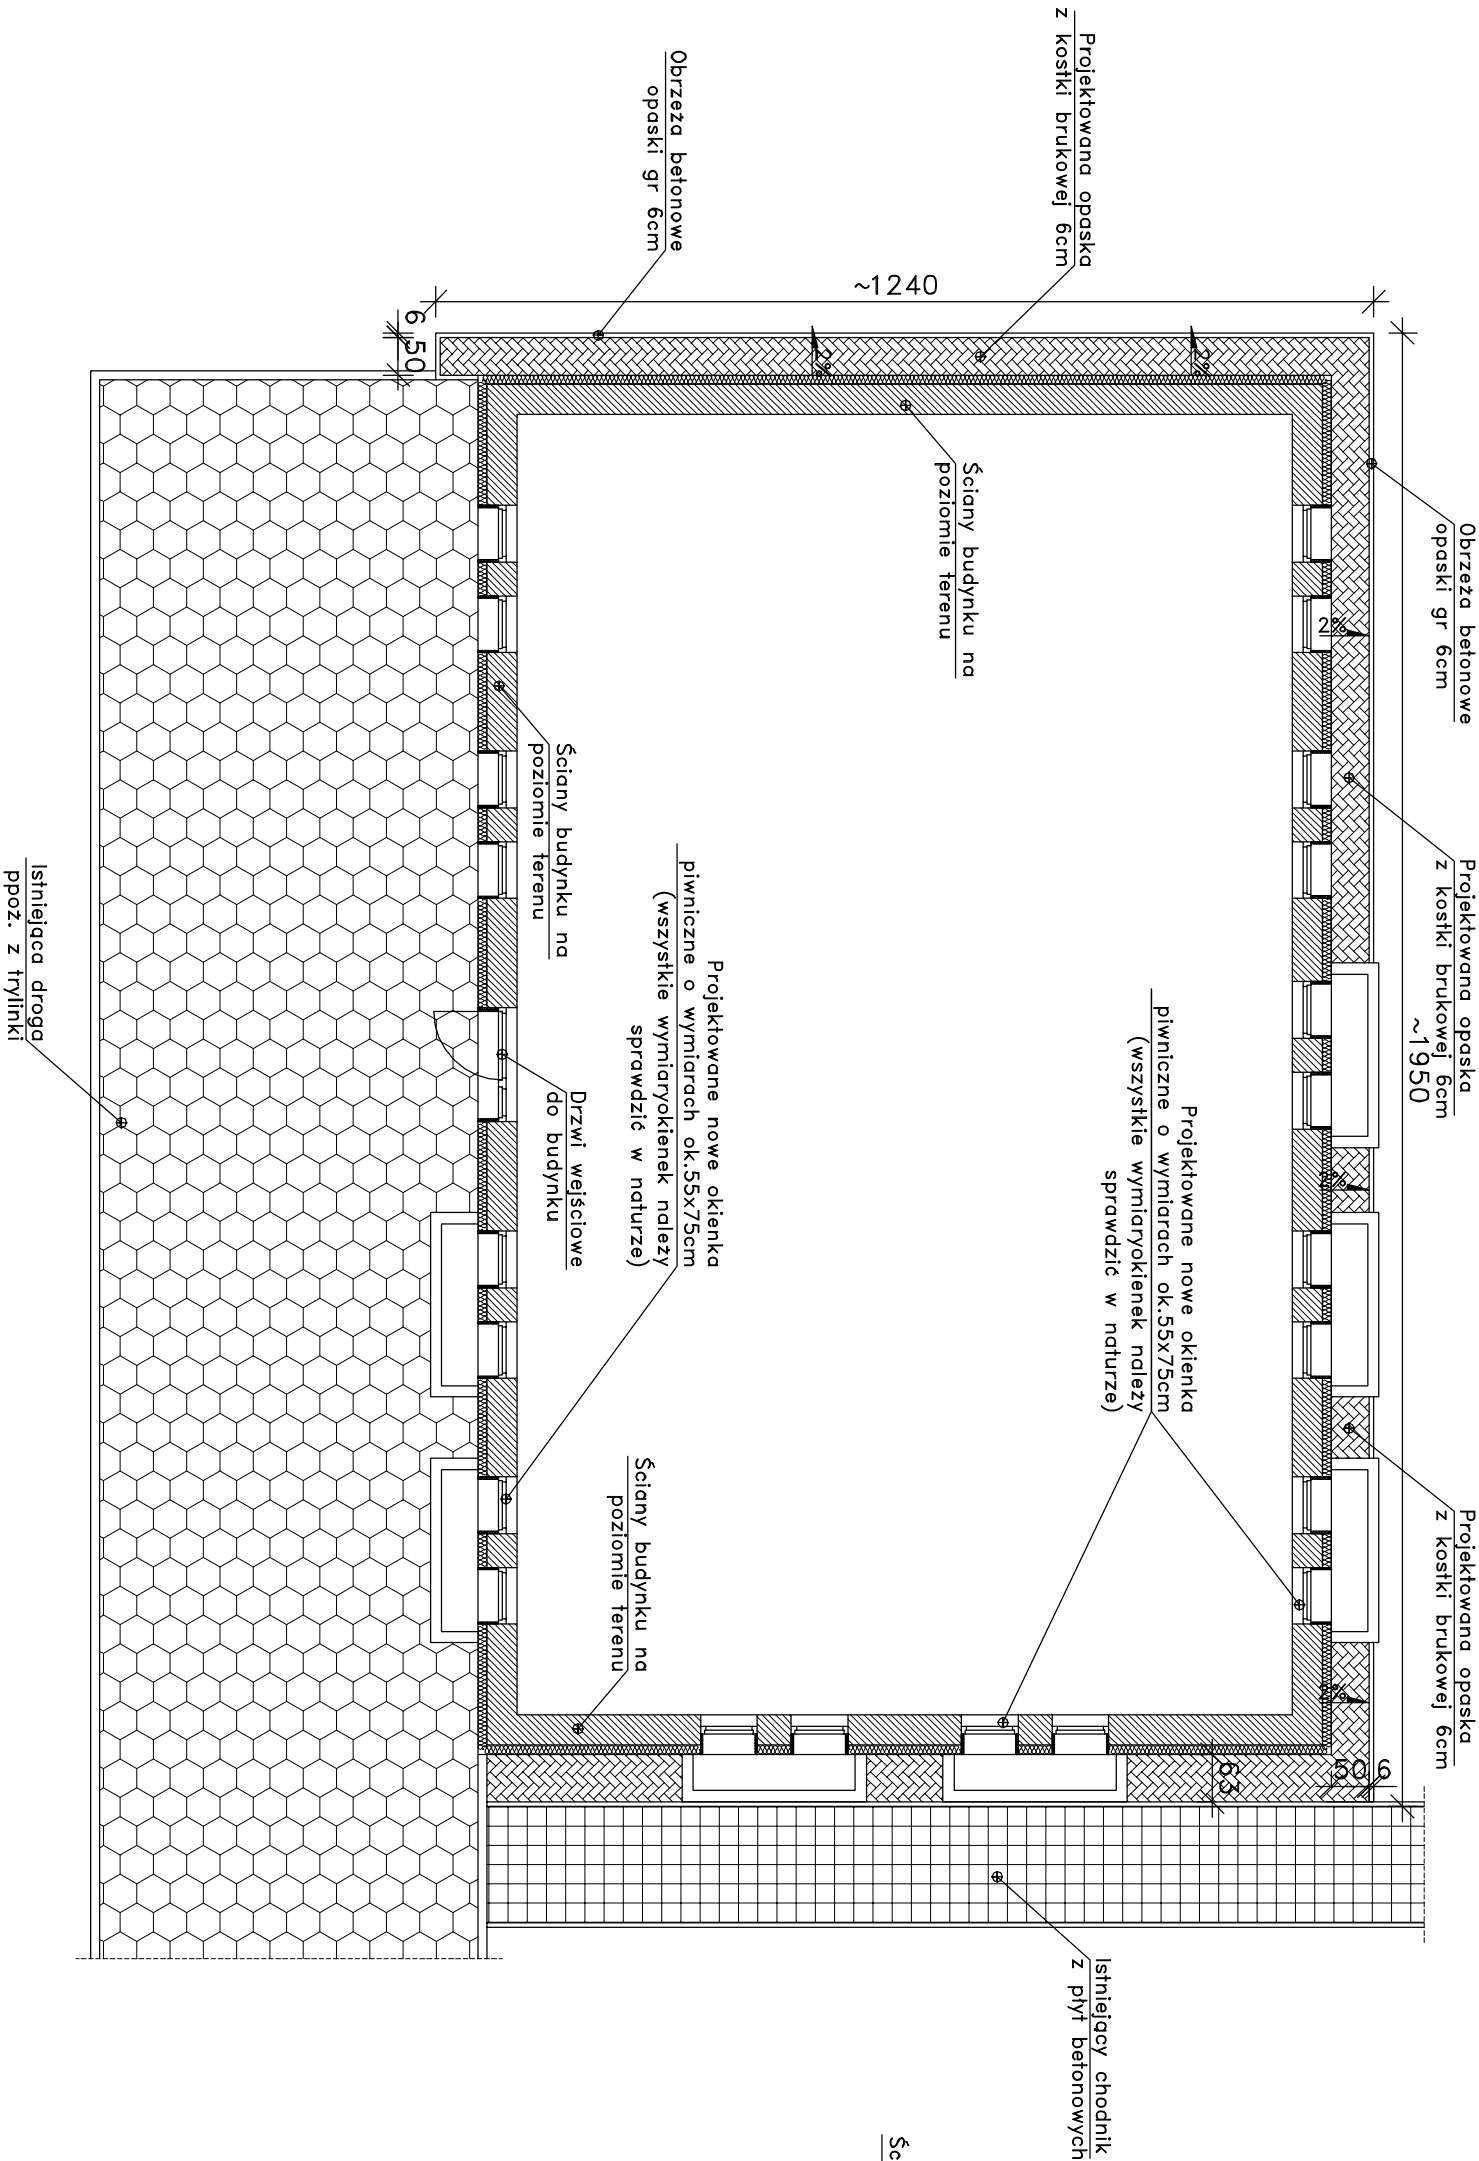 Obrzeża betonowe
opaski gr 6cm
Projektowana opaska
z kostki brukowej 6cm
Projektowana opaska
z kostki brukowej 6cm
~1950
2%
2%
2%
50
6
63
Projektowana opaska
z kostki brukowej 6cm
~1240
2%
2%
Obrzeża betonowe
opaski gr 6cm
6
50
Ściany budynku na
poziomie terenu
Projektowane nowe okienka
piwniczne o wymiarach ok.55x75cm
(wszystkie wymiaryokienek należy
sprawdzić w naturze)
Istniejący chodnik
z płyt betonowych
Projektowane nowe okienka
piwniczne o wymiarach ok.55x75cm
(wszystkie wymiaryokienek należy
sprawdzić w naturze)
Ściany budynku na
poziomie terenu
Drzwi wejściowe
do budynku
Ściany budynku na
poziomie terenu
Istniejąca droga
ppoż. z trylinki
Śc